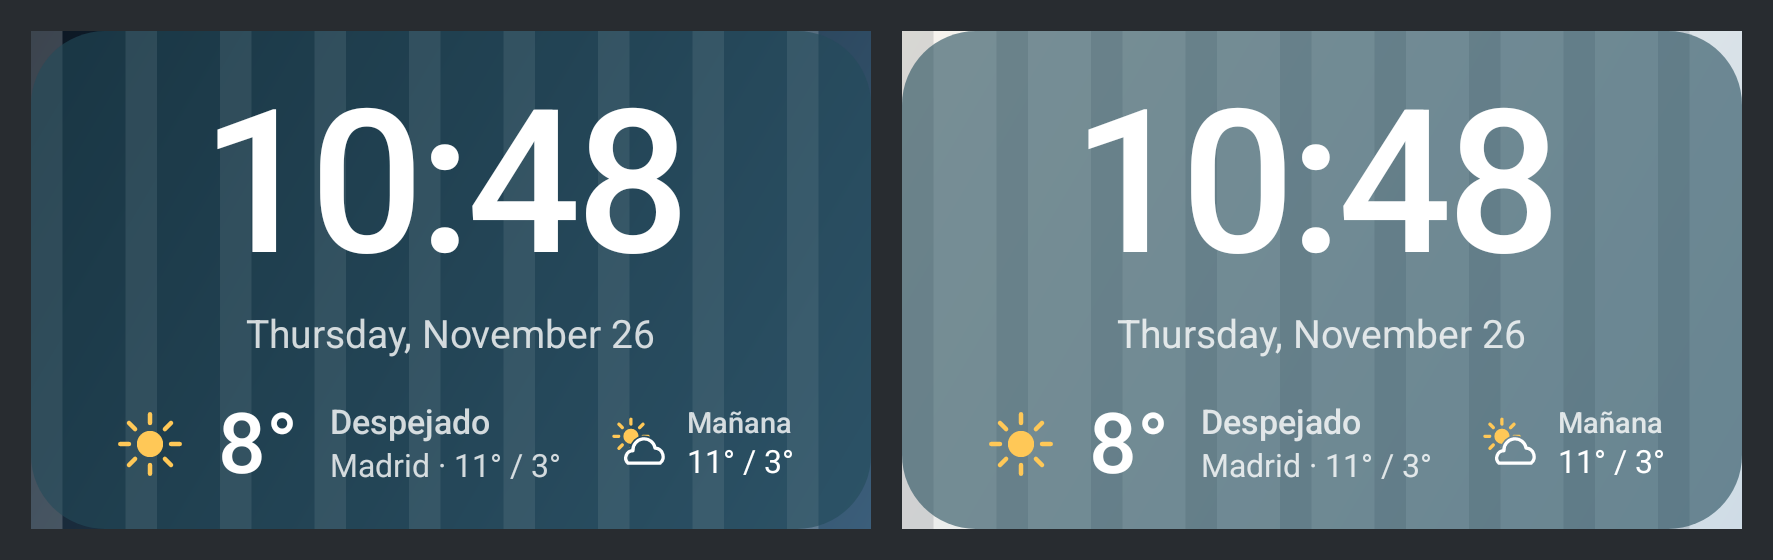 10:48
Thursday, November 26
8°
Despejado
Madrid · 11° / 3°
Mañana
11° / 3°
10:48
Thursday, November 26
8°
Despejado
Madrid · 11° / 3°
Mañana
11° / 3°